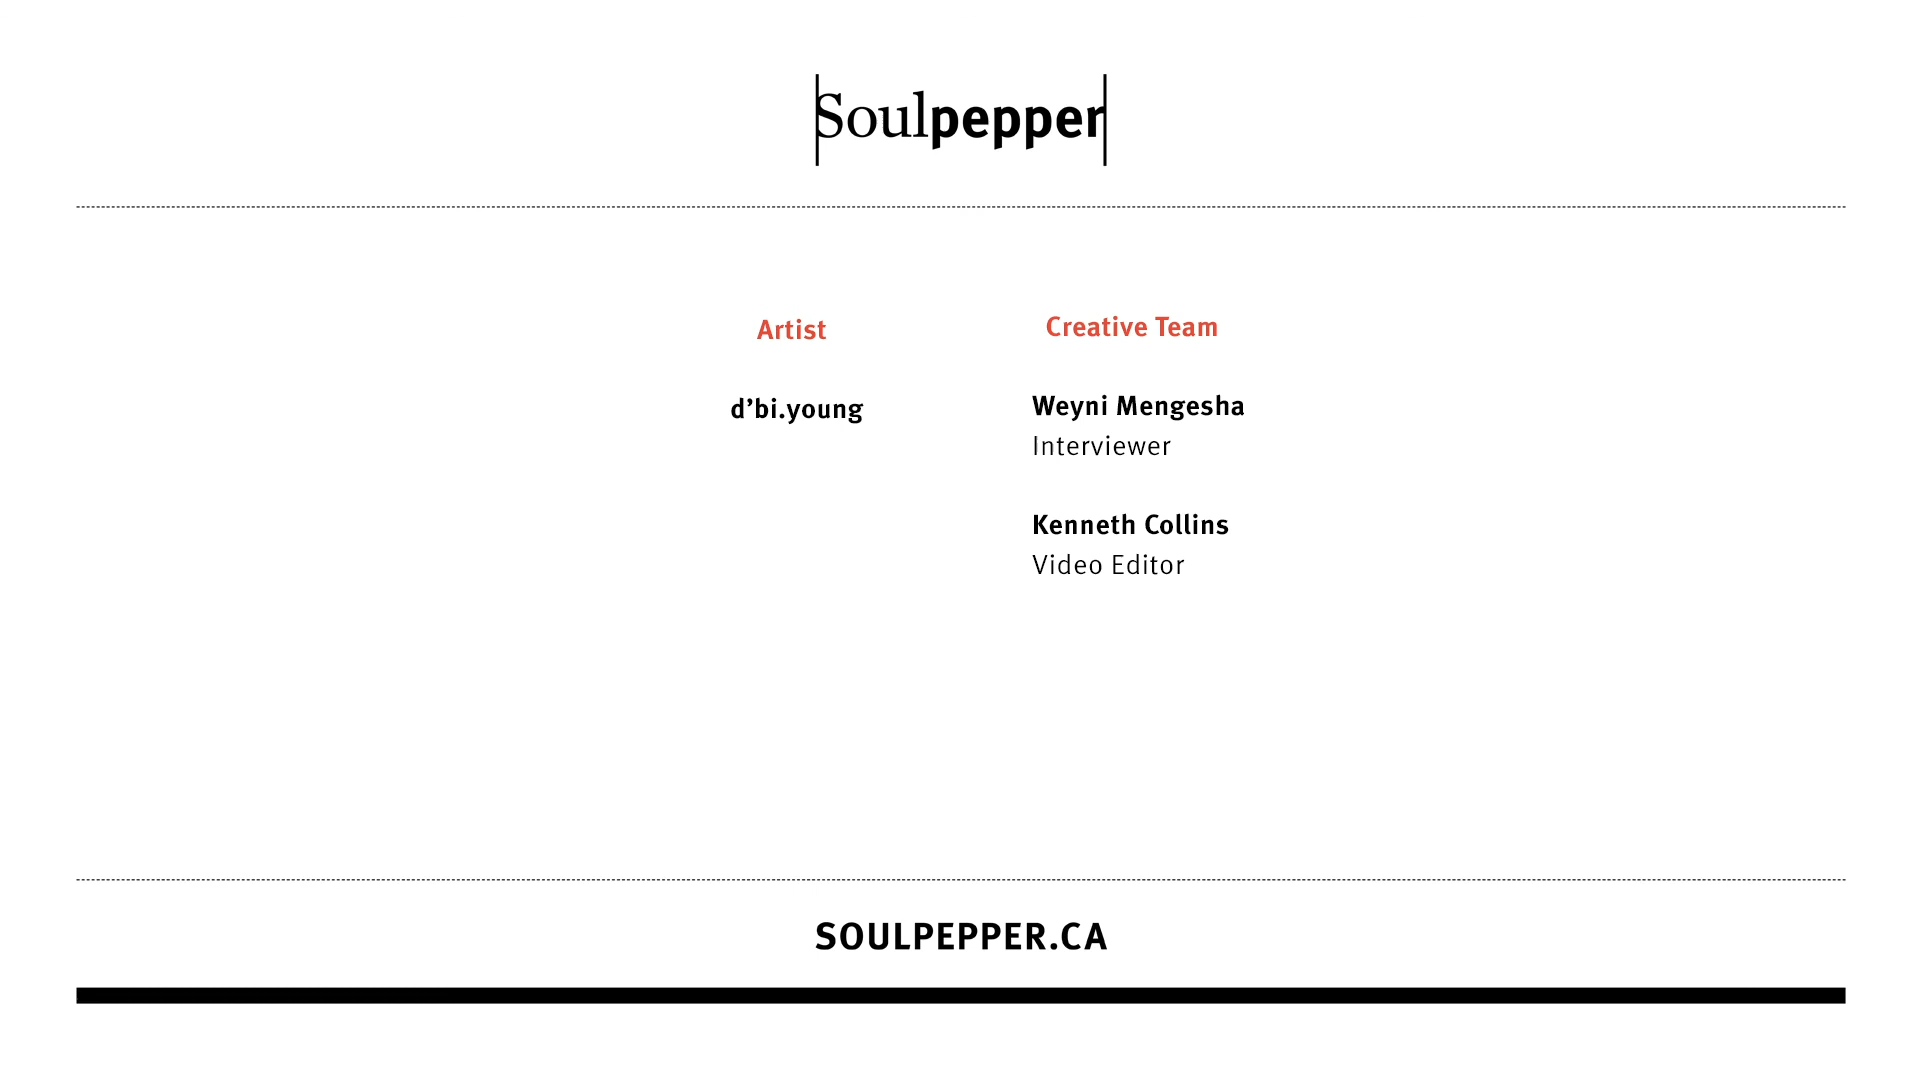 Soulpepper
Artist
d’bi.young
Creative Team
Weyni Mengesha
Interviewer
Kenneth Collins
Video Editor
SOULPEPPER.CA